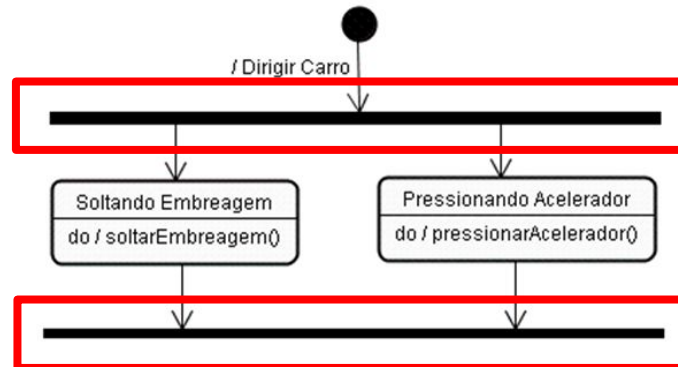 / Dirigir Carro
Soltando Embreagem
do / soltarEmbreagem()
Pressionando Acelerador
do / pressionarAcelerador()